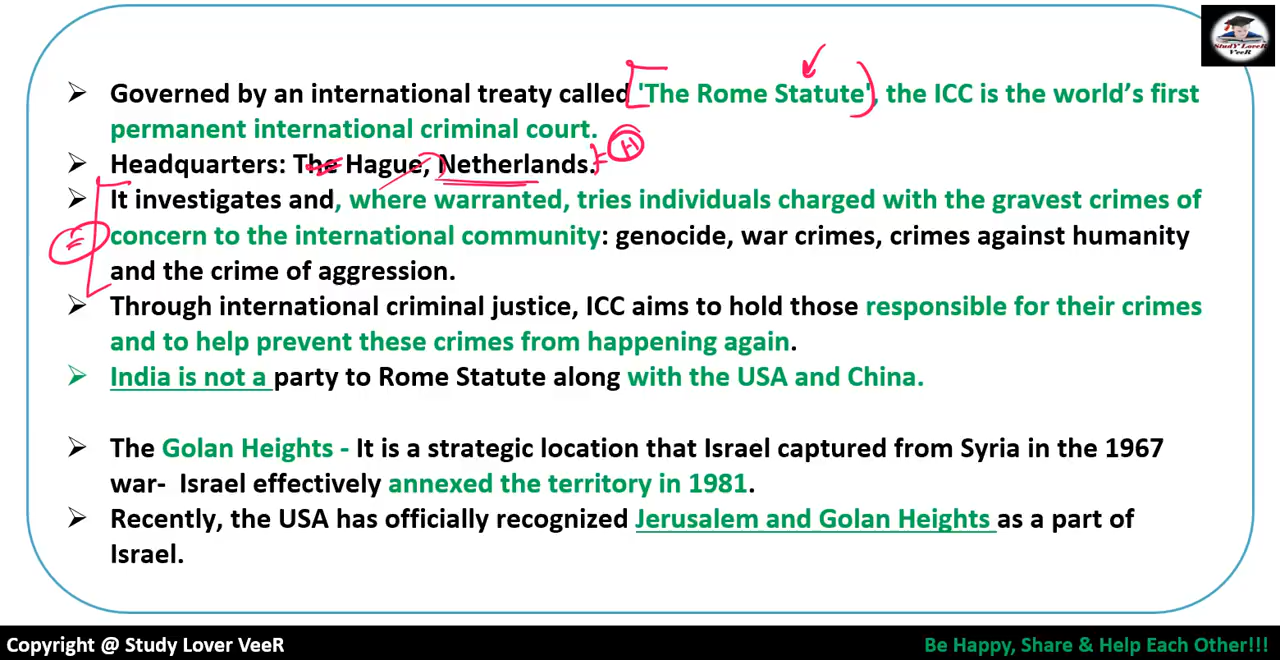 StudY LoveR
VeeR
➢ Governed by an international treaty called 'The Rome Statute', the ICC is the world's first
permanent international criminal court.
➢ Headquarters: The Hague, Netherlands. H
➢ It investigates and, where warranted, tries individuals charged with the gravest crimes of
concern to the international community: genocide, war crimes, crimes against humanity
and the crime of aggression.
➢ Through international criminal justice, ICC aims to hold those responsible for their crimes
and to help prevent these crimes from happening again.
➢ India is not a party to Rome Statute along with the USA and China.
➢ The Golan Heights - It is a strategic location that Israel captured from Syria in the 1967
war- Israel effectively annexed the territory in 1981.
➢ Recently, the USA has officially recognized Jerusalem and Golan Heights as a part of
Israel.
Copyright @ Study Lover VeeR
Be Happy, Share & Help Each Other!!!